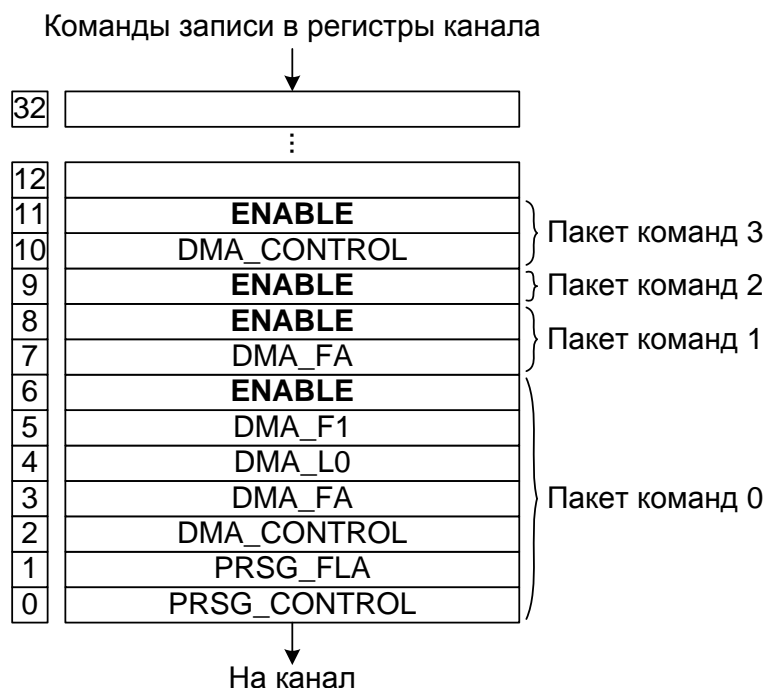 Команды записи в регистры канала
32
...
12
11 ENABLE
Пакет команд 3
10 DMA_CONTROL
9 ENABLE Пакет команд 2
8 ENABLE
Пакет команд 1
7 DMA_FA
6 ENABLE
5 DMA_F1
4 DMA_L0
3 DMA_FA Пакет команд 0
2 DMA_CONTROL
1 PRSG_FLA
0 PRSG_CONTROL
На канал